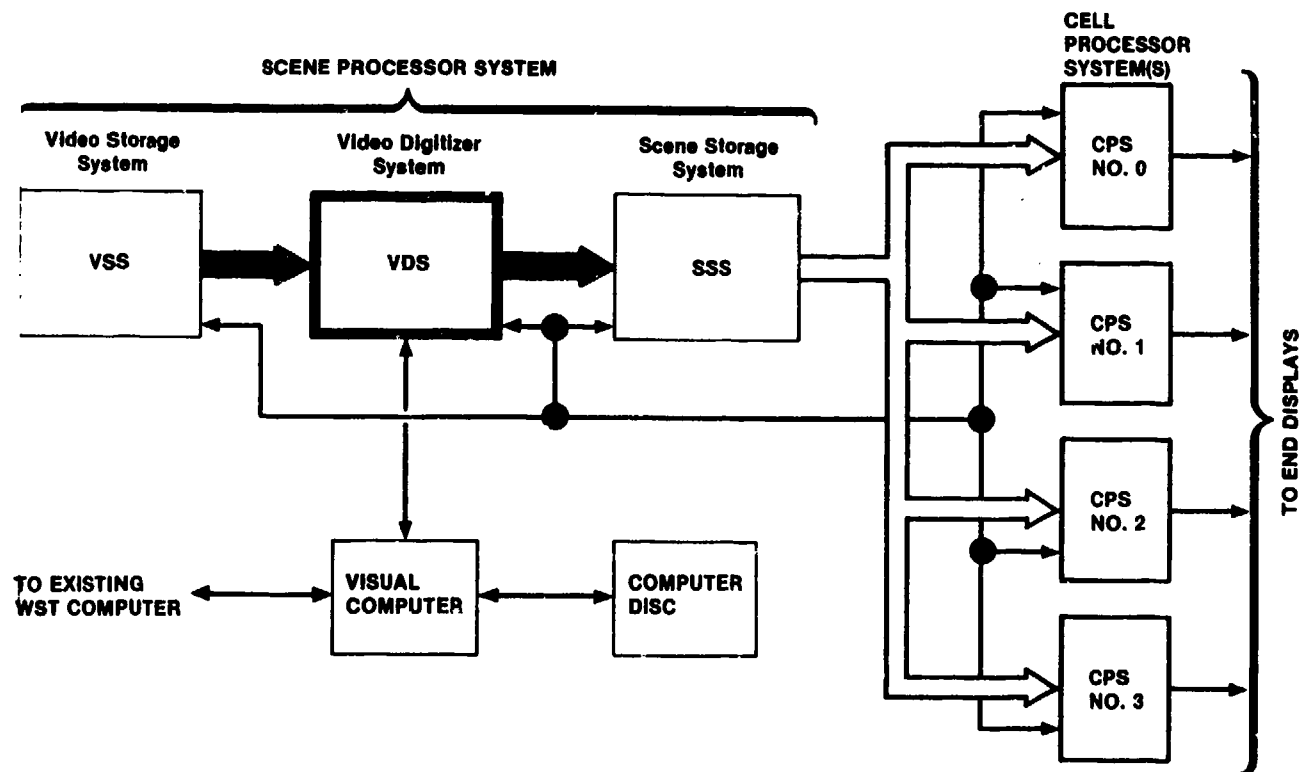 CELL
PROCESSOR
SYSTEM(S)
SCENE PROCESSOR SYSTEM
Video Storage
System
Video Digitizer
System
Scene Storage
System
VSS
VDS
SSS
CPS
NO. 0
CPS
NO. 1
CPS
NO. 2
CPS
NO. 3
TO END DISPLAYS
TO EXISTING
WST COMPUTER
VISUAL
COMPUTER
COMPUTER
DISC